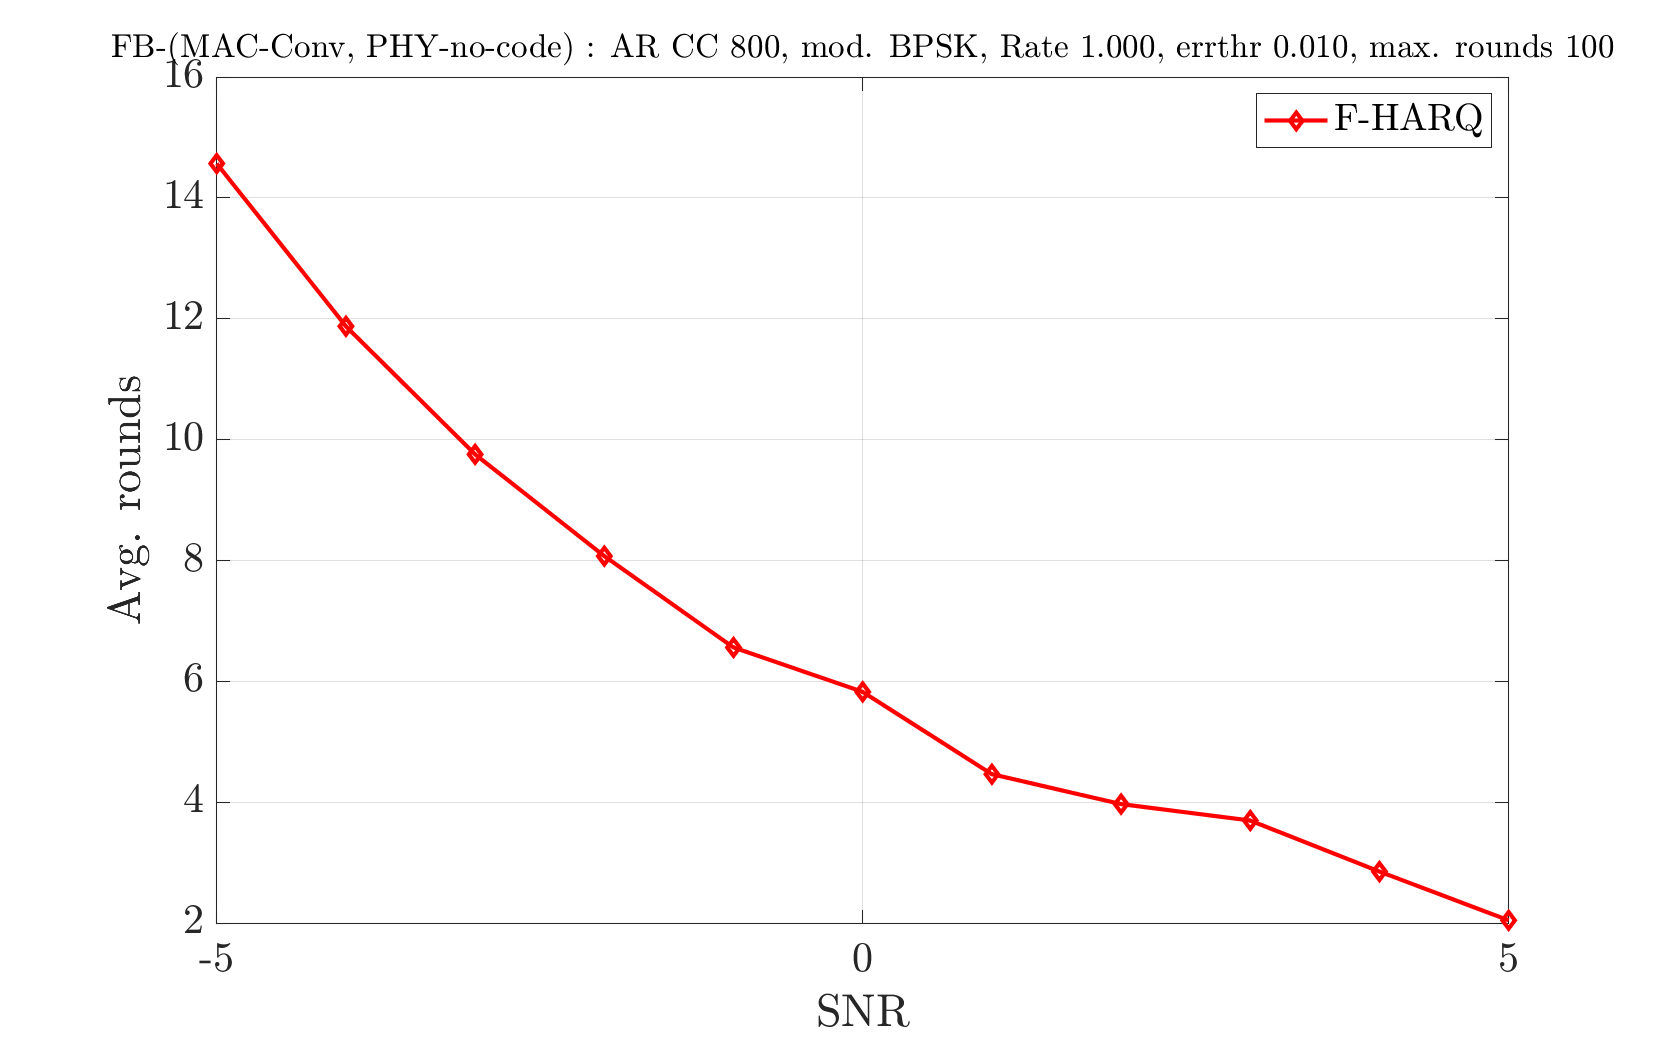 FB-(MAC-Conv, PHY-no-code) : AR CC 800, mod. BPSK, Rate 1.000, errthr 0.010, max. rounds 100
F-HARQ
16
14
12
10
8
6
4
2
Avg. rounds
-5 0 5
SNR